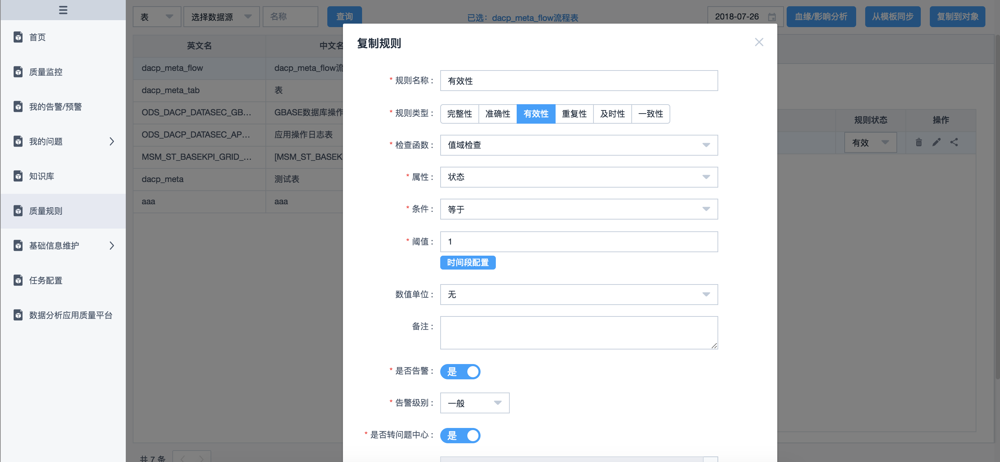 表
选择数据源
名称
查询
已选：dacp_meta_flow流程表
2018-07-26
血缘/影响分析
从模板同步
复制到对象
首页
质量监控
我的告警/预警
我的问题
知识库
质量规则
基础信息维护
任务配置
数据分析应用质量平台
英文名
中文名
dacp_meta_flow
dacp_meta_flow流
dacp_meta_tab
表
ODS_DACP_DATASEC_GB...
GBASE数据库操作
ODS_DACP_DATASEC_AP...
应用操作日志表
MSM_ST_BASEKPI_GRID_...
[MSM_ST_BASEK
dacp_meta
测试表
aaa
aaa
共 7 条
规则状态
操作
有效
复制规则
* 规则名称：
有效性
* 规则类型：
完整性
准确性
有效性
重复性
及时性
一致性
* 检查函数：
值域检查
* 属性：
状态
* 条件：
等于
* 阈值：
1
时间段配置
数值单位：
无
备注：
* 是否告警：
是
* 告警级别：
一般
* 是否转问题中心：
是